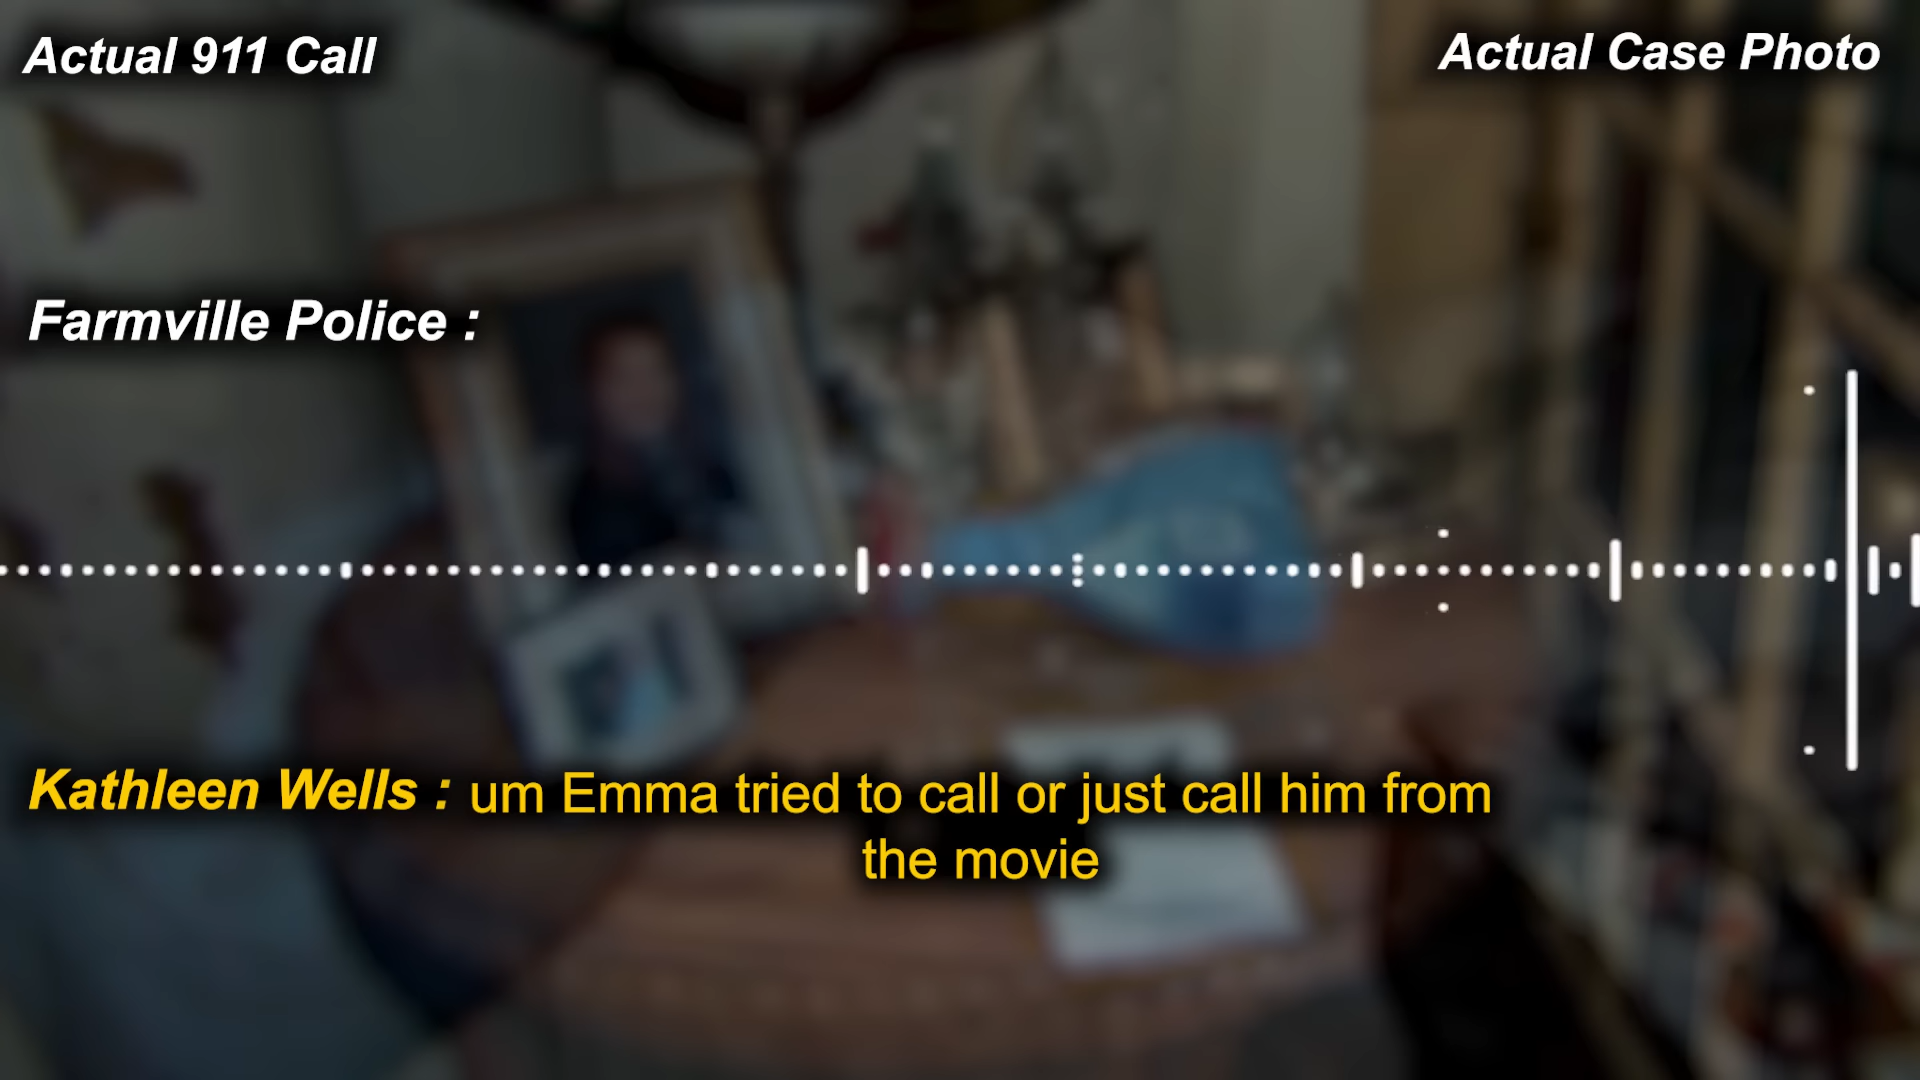 Actual 911 Call
Actual Case Photo
Farmville Police :
Kathleen Wells : um Emma tried to call or just call him from
the movie